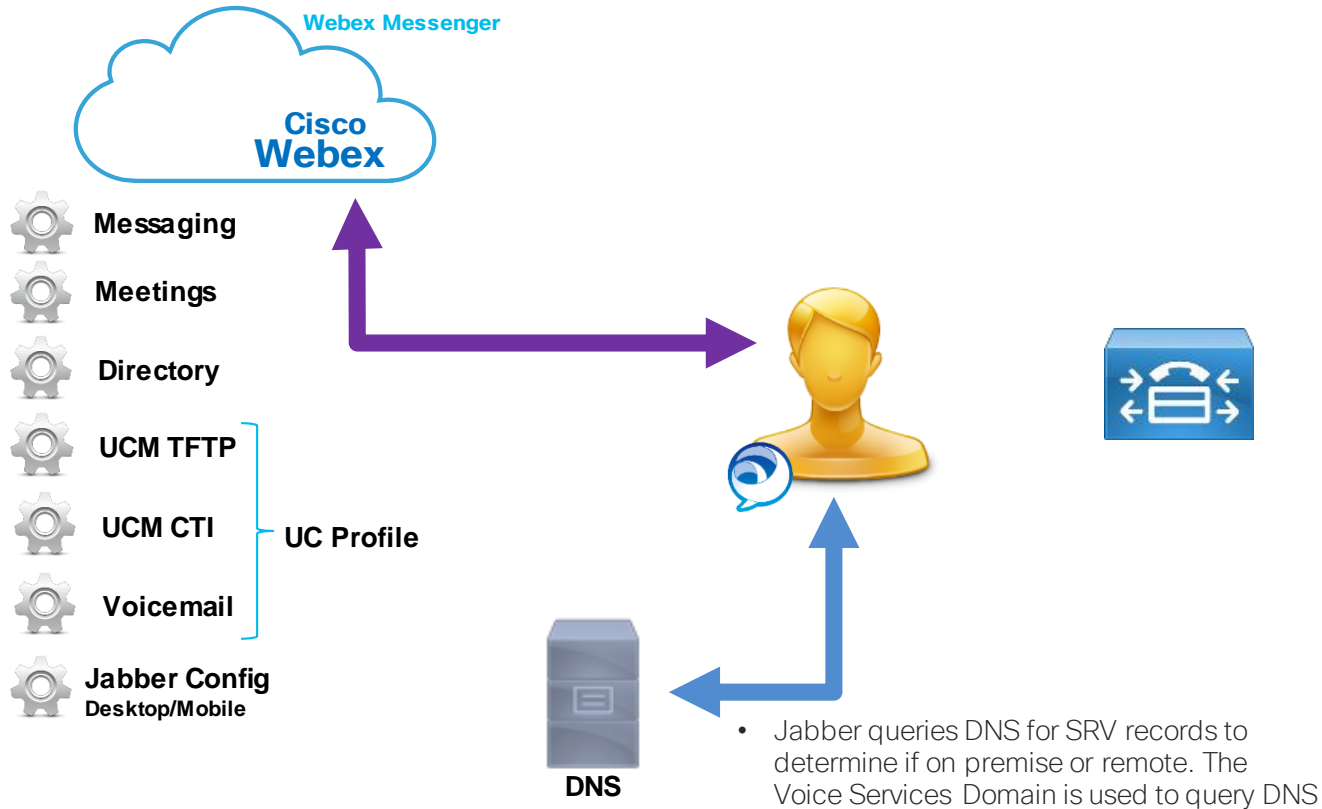 Webex Messenger
Cisco
Webex
Messaging
Meetings
Directory
UCM TFTP
UCM CTI
UC Profile
Voicemail
Jabber Config
Desktop/Mobile
DNS
• Jabber queries DNS for SRV records to
determine if on premise or remote. The
Voice Services Domain is used to query DNS